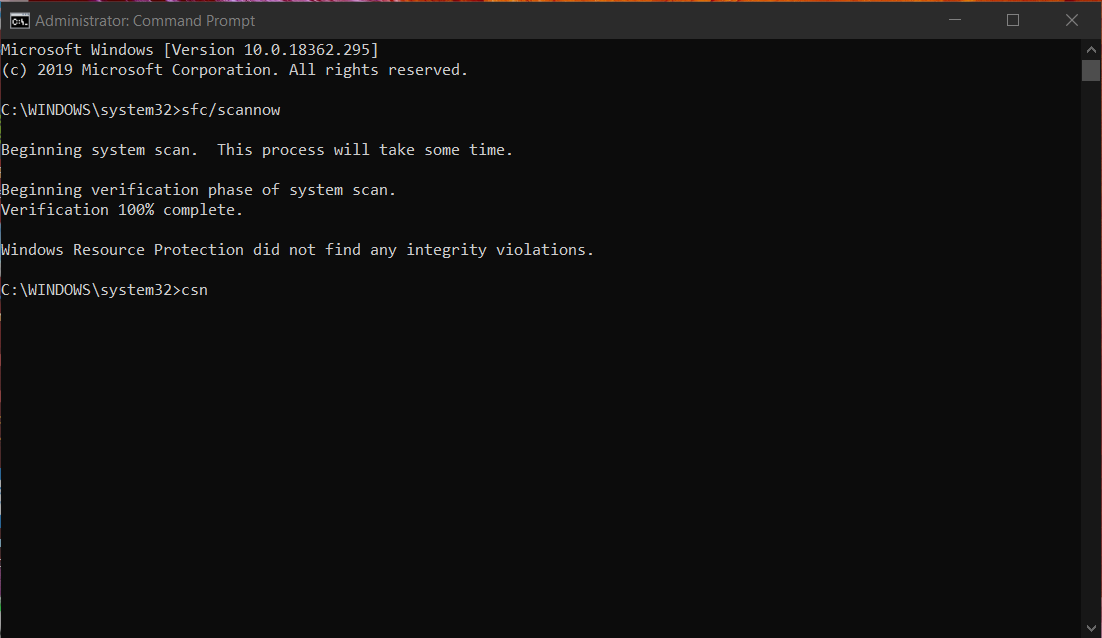 Administrator: Command Prompt
Microsoft Windows [Version 10.0.18362.295]
(c) 2019 Microsoft Corporation. All rights reserved.
C:\WINDOWS\system32>sfc/scannow
Beginning system scan.  This process will take some time.
Beginning verification phase of system scan.
Verification 100% complete.
Windows Resource Protection did not find any integrity violations.
C:\WINDOWS\system32>csn